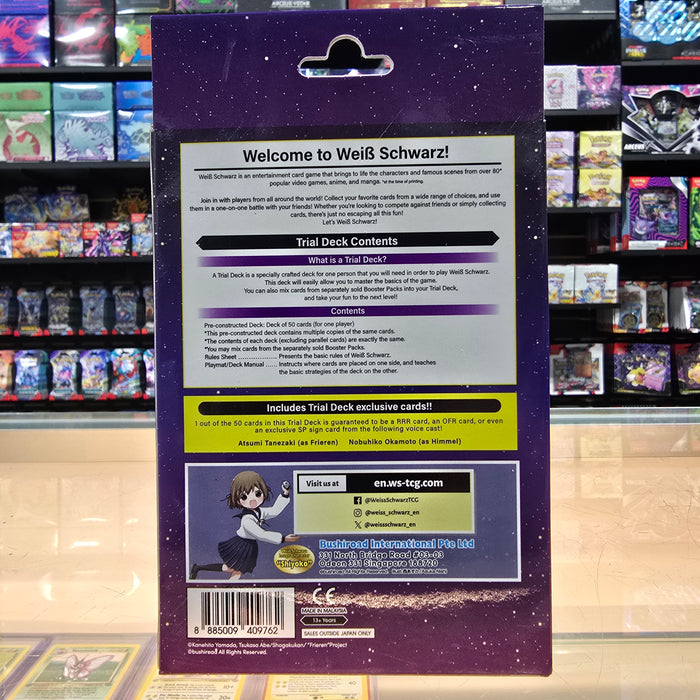 Welcome to Weiß Schwarz!
Weiß Schwarz is an entertainment card game that brings to life the characters and famous scenes from over 80*
popular video games, anime, and manga. *at the time of printing.
Join in with players from all around the world! Collect your favorite cards from a wide range of choices, and use
them in a one-on-one battle with your friends! Whether you're looking to compete against friends or simply collecting
cards, there's just no escaping all this fun!
Let's Weiß Schwarz!
Trial Deck Contents
What is a Trial Deck?
A Trial Deck is a specially crafted deck for one person that you will need in order to play Weiß Schwarz.
This deck will easily allow you to master the basics of the game.
You can also mix cards from separately sold Booster Packs into your Trial Deck,
and take your fun to the next level!
Contents
Pre-constructed Deck: Deck of 50 cards (for one player)
*This pre-constructed deck contains multiple copies of the same cards.
*The contents of each deck (excluding parallel cards) are exactly the same.
*You may mix cards from the separately sold Booster Packs.
Rules Sheet ........................ Presents the basic rules of Weiß Schwarz.
Playmat/Deck Manual ...... Instructs where cards are placed on one side, and teaches
the basic strategies of the deck on the other.
Includes Trial Deck exclusive cards!!
1 out of the 50 cards in this Trial Deck is guaranteed to be a RRR card, an OFR card, or even
an exclusive SP sign card from the following voice cast!
Atsumi Tanezaki (as Frieren) Nobuhiko Okamoto (as Himmel)
Visit us at en.ws-tcg.com
@WeissSchwarzTCG
@weiss_schwarz_en
@weissschwarz_en
"Shiyoko"
Bushiroad International Pte Ltd
331 North Bridge Road #03-03
Odeon 331 Singapore 188720
CE
MADE IN MALAYSIA
13+ Years
SALES OUTSIDE JAPAN ONLY
8 885009 409762
©Kanehito Yamada, Tsukasa Abe/Shogakukan/ "Frieren"Project
©bushiroad All Rights Reserved.